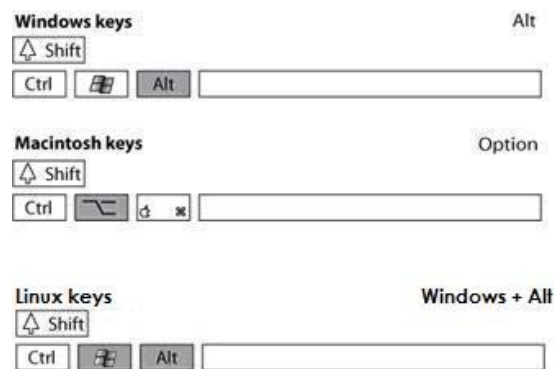 Windows keys Alt
Shift
Ctrl Alt
Macintosh keys Option
Shift
Ctrl ⌥ ⌘
Linux keys Windows + Alt
Shift
Ctrl Alt